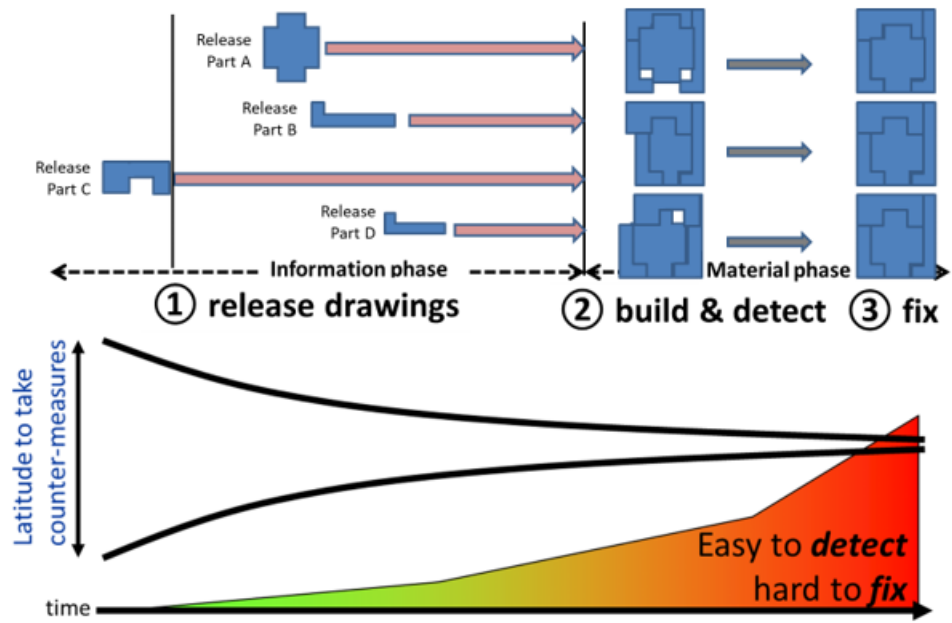 Release
Part A
Release
Part B
Release
Part C
Release
Part D
Information phase
Material phase
① release drawings
② build & detect
③ fix
Latitude to take
counter-measures
Easy to detect
hard to fix
time